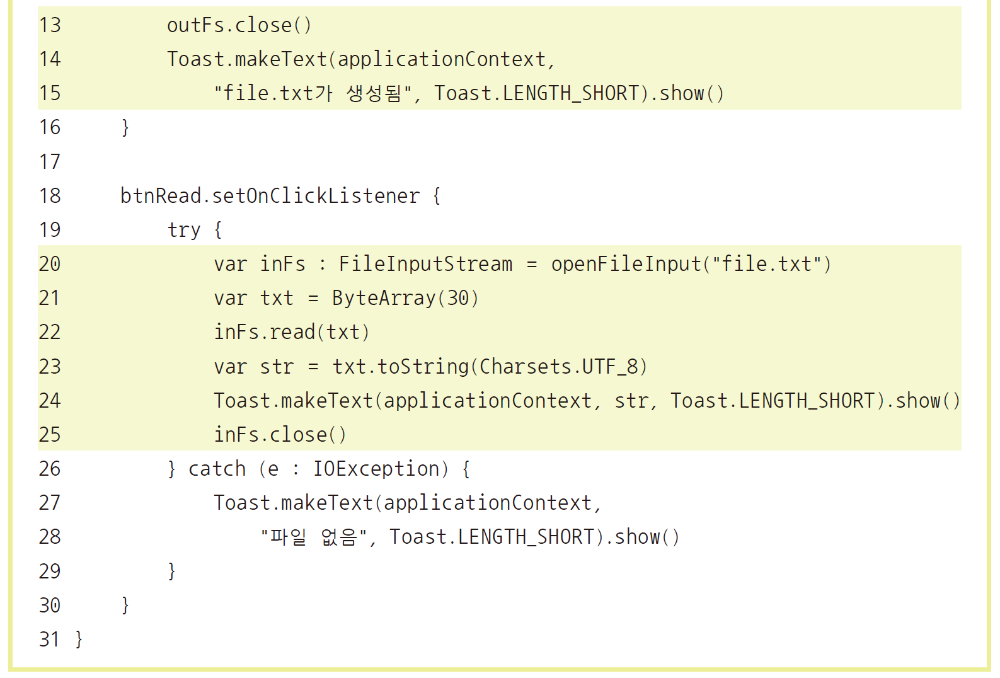 13 outFs.close()
14 Toast.makeText(applicationContext,
15 "file.txt가 생성됨", Toast.LENGTH_SHORT).show()
16 }
17
18 btnRead.setOnClickListener {
19 try {
20 var inFs : FileInputStream = openFileInput("file.txt")
21 var txt = ByteArray(30)
22 inFs.read(txt)
23 var str = txt.toString(Charsets.UTF_8)
24 Toast.makeText(applicationContext, str, Toast.LENGTH_SHORT).show()
25 inFs.close()
26 } catch (e : IOException) {
27 Toast.makeText(applicationContext,
28 "파일 없음", Toast.LENGTH_SHORT).show()
29 }
30 }
31 }